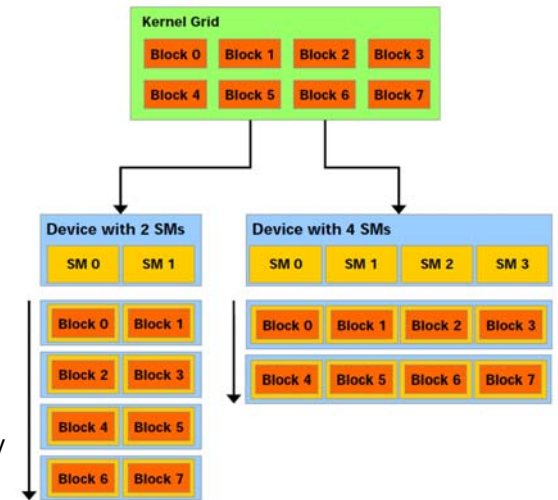 Kernel Grid
Block 0 Block 1 Block 2 Block 3
Block 4 Block 5 Block 6 Block 7
Device with 2 SMs
SM 0 SM 1
Block 0 Block 1
Block 2 Block 3
Block 4 Block 5
Block 6 Block 7
Device with 4 SMs
SM 0 SM 1 SM 2 SM 3
Block 0 Block 1 Block 2 Block 3
Block 4 Block 5 Block 6 Block 7